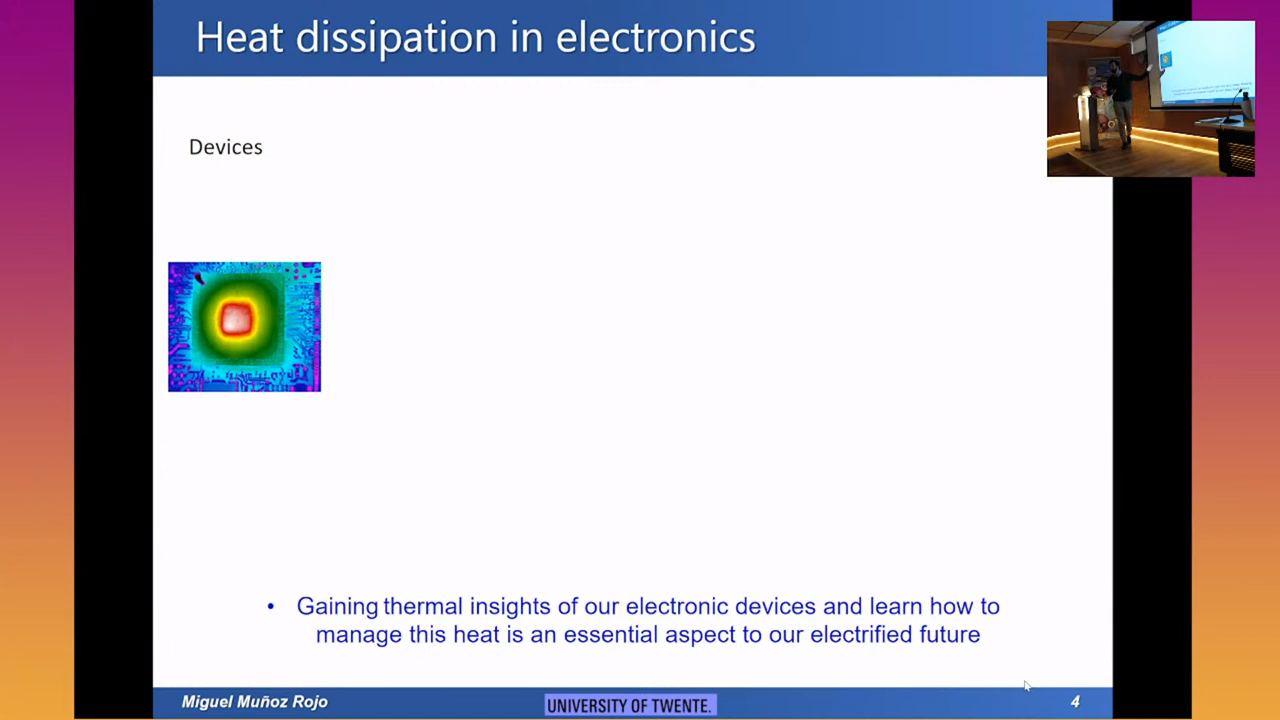 Heat dissipation in electronics
Devices
• Gaining thermal insights of our electronic devices and learn how to
manage this heat is an essential aspect to our electrified future
Miguel Muñoz Rojo
UNIVERSITY OF TWENTE.
4